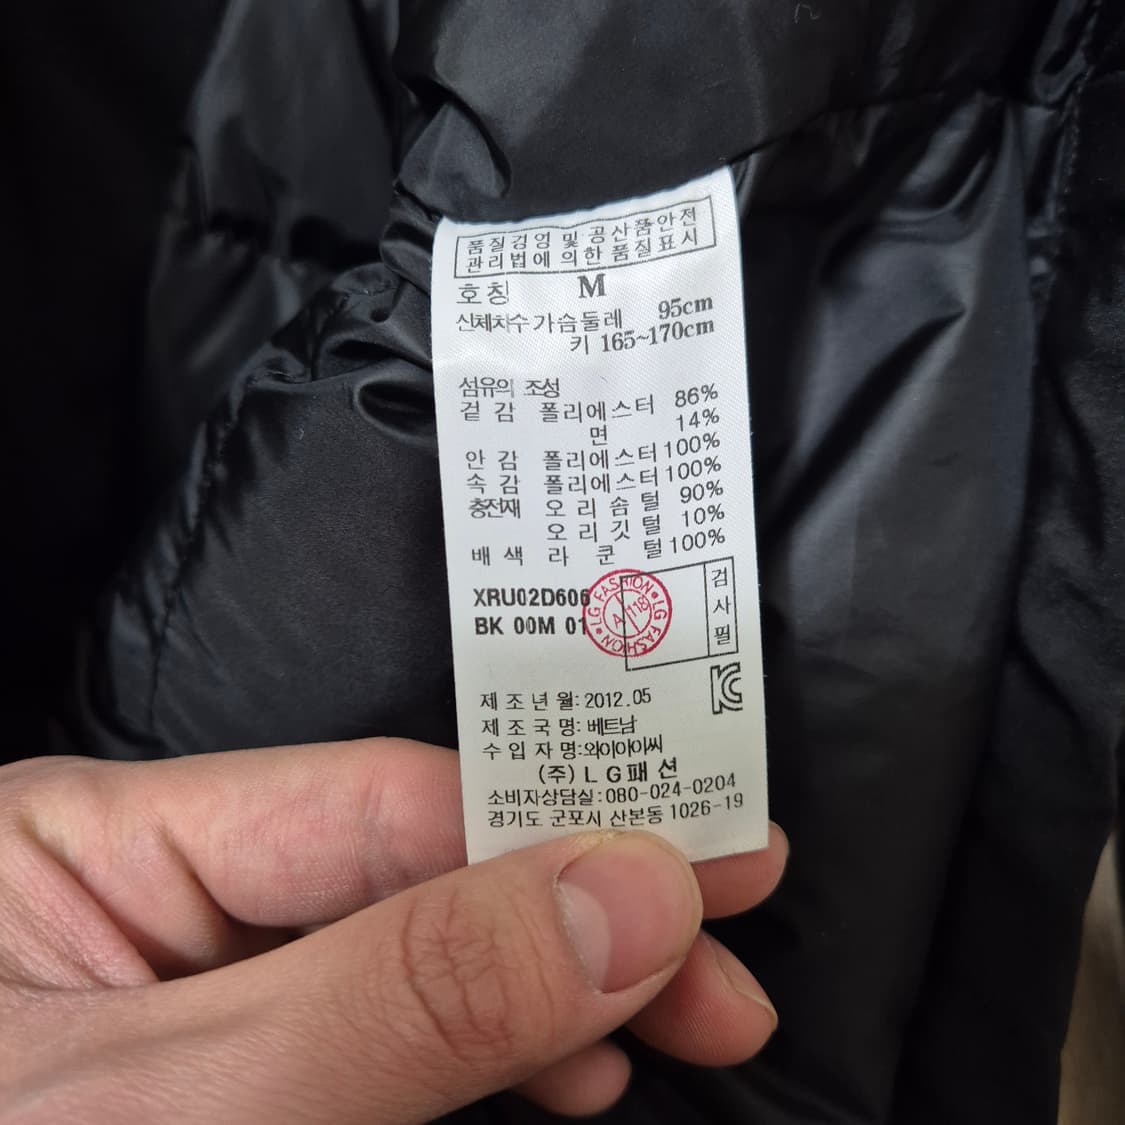 품질경영 및 공산품안전
관리법에 의한 품질표시
호칭 M
신체치수 가슴둘레 95cm
키 165~170cm
섬유의 조성
겉감 폴리에스터 86%
면 14%
안감 폴리에스터 100%
속감 폴리에스터 100%
충전재 오리솜털 90%
오리깃털 10%
배색 라쿤털 100%
XRU02D606
BK 00M 01
LG FASHION LG FASHION
A 118
검사필
제조년월: 2012.05
제조국명: 베트남
수입자명:와이아이씨
(주)LG패션
소비자상담실:080-024-0204
경기도 군포시 산본동 1026-19